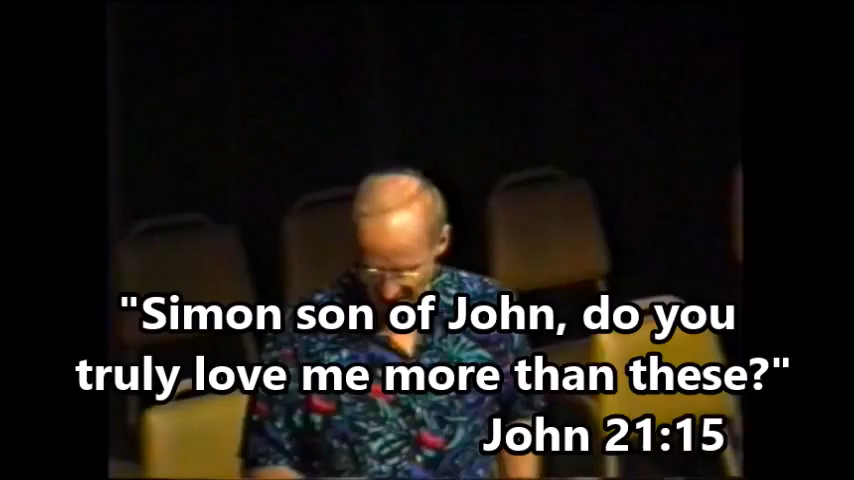 "Simon son of John, do you
truly love me more than these?"
John 21:15